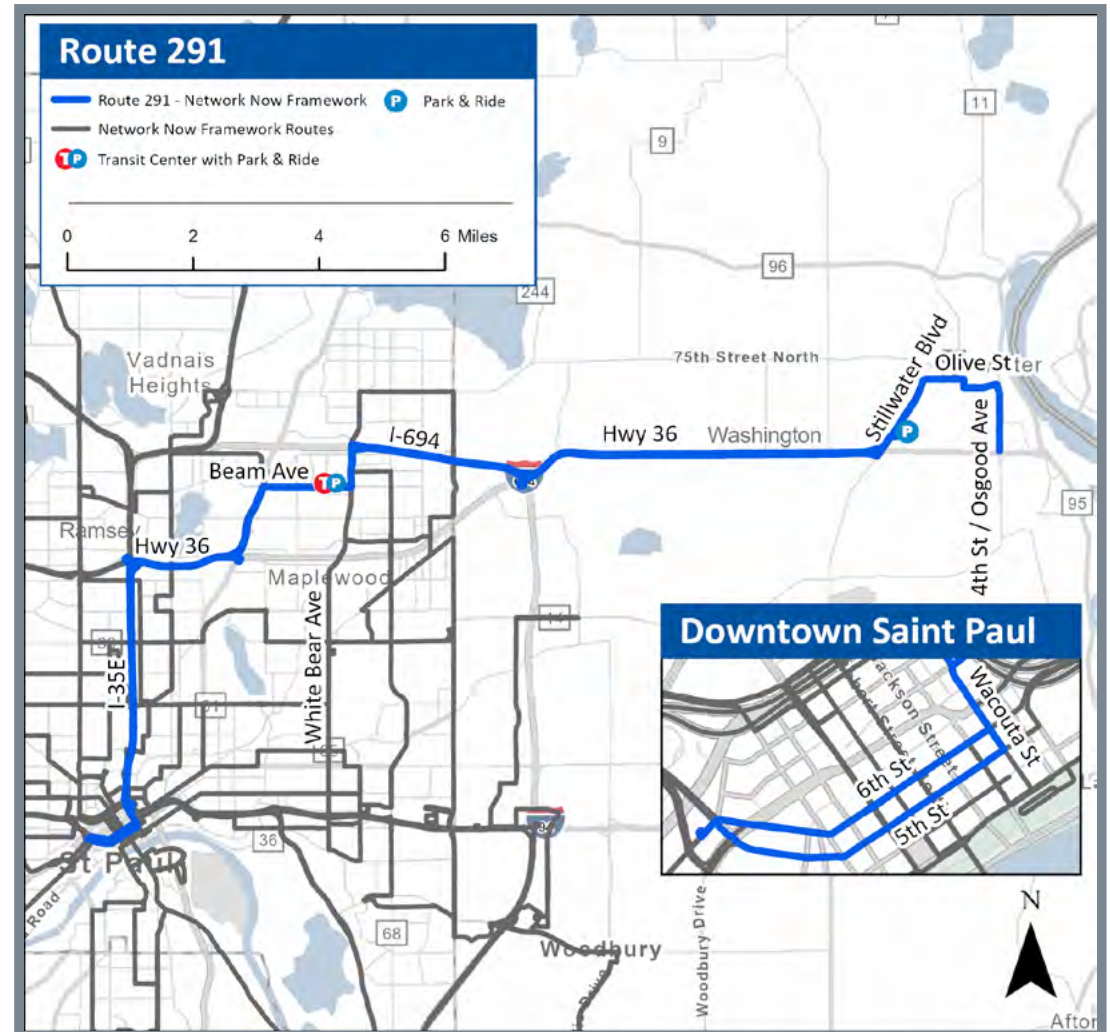 Route 291
Route 291 - Network Now Framework
Park & Ride
Network Now Framework Routes
Transit Center with Park & Ride
0 2 4 6 Miles
11
9
96
244
Vadnais
Heights
75th Street North
Stillwater Blvd
Olive St
ter
I-694
Hwy 36
Washington
Beam Ave
T P
P
4th St / Osgood Ave
95
Ramsey
Hwy 36
Maplewood
White Bear Ave
I-35E
36
St Paul
Road
68
Woodbury
Woodbury Drive
Drive
Downtown Saint Paul
Jackson Street
Wacouta St
6th St
5th St
N
Afton